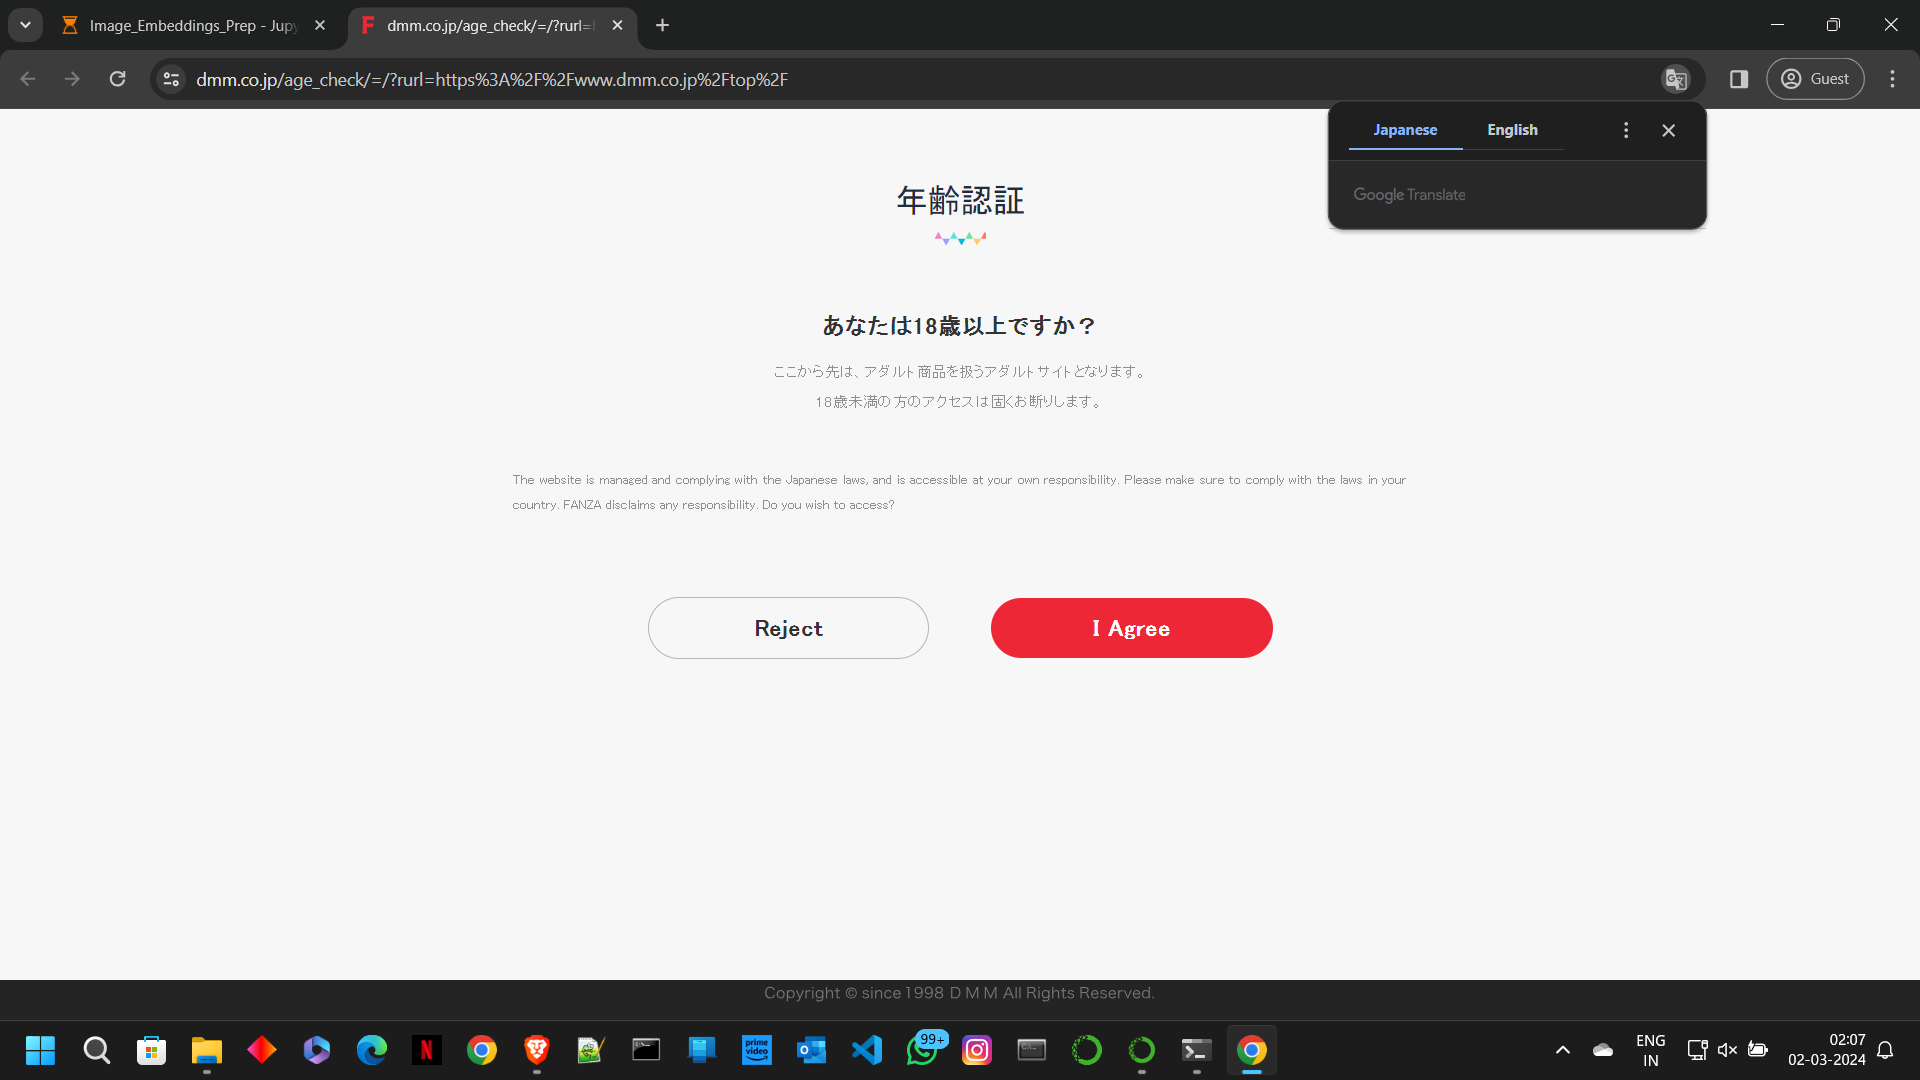 Image_Embeddings_Prep - Jupy
dmm.co.jp/age_check/=/?rurl=
dmm.co.jp/age_check/=/?rurl=https%3A%2F%2Fwww.dmm.co.jp%2Ftop%2F
Guest
Japanese English
Google Translate
年齢認証
あなたは18歳以上ですか？
ここから先は、アダルト商品を扱うアダルトサイトとなります。
18歳未満の方のアクセスは固くお断りします。
The website is managed and complying with the Japanese laws, and is accessible at your own responsibility. Please make sure to comply with the laws in your
country. FANZA disclaims any responsibility. Do you wish to access?
Reject
I Agree
Copyright © since1998 DMM All Rights Reserved.
N
prime video
99+
ENG
IN
02:07
02-03-2024